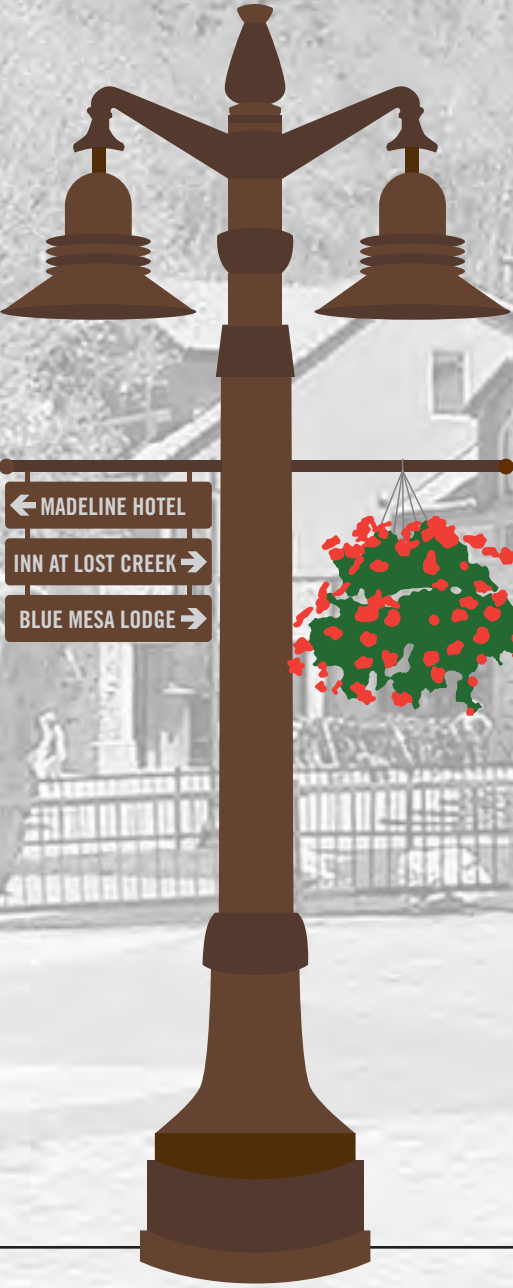 ← MADELINE HOTEL
INN AT LOST CREEK →
BLUE MESA LODGE →